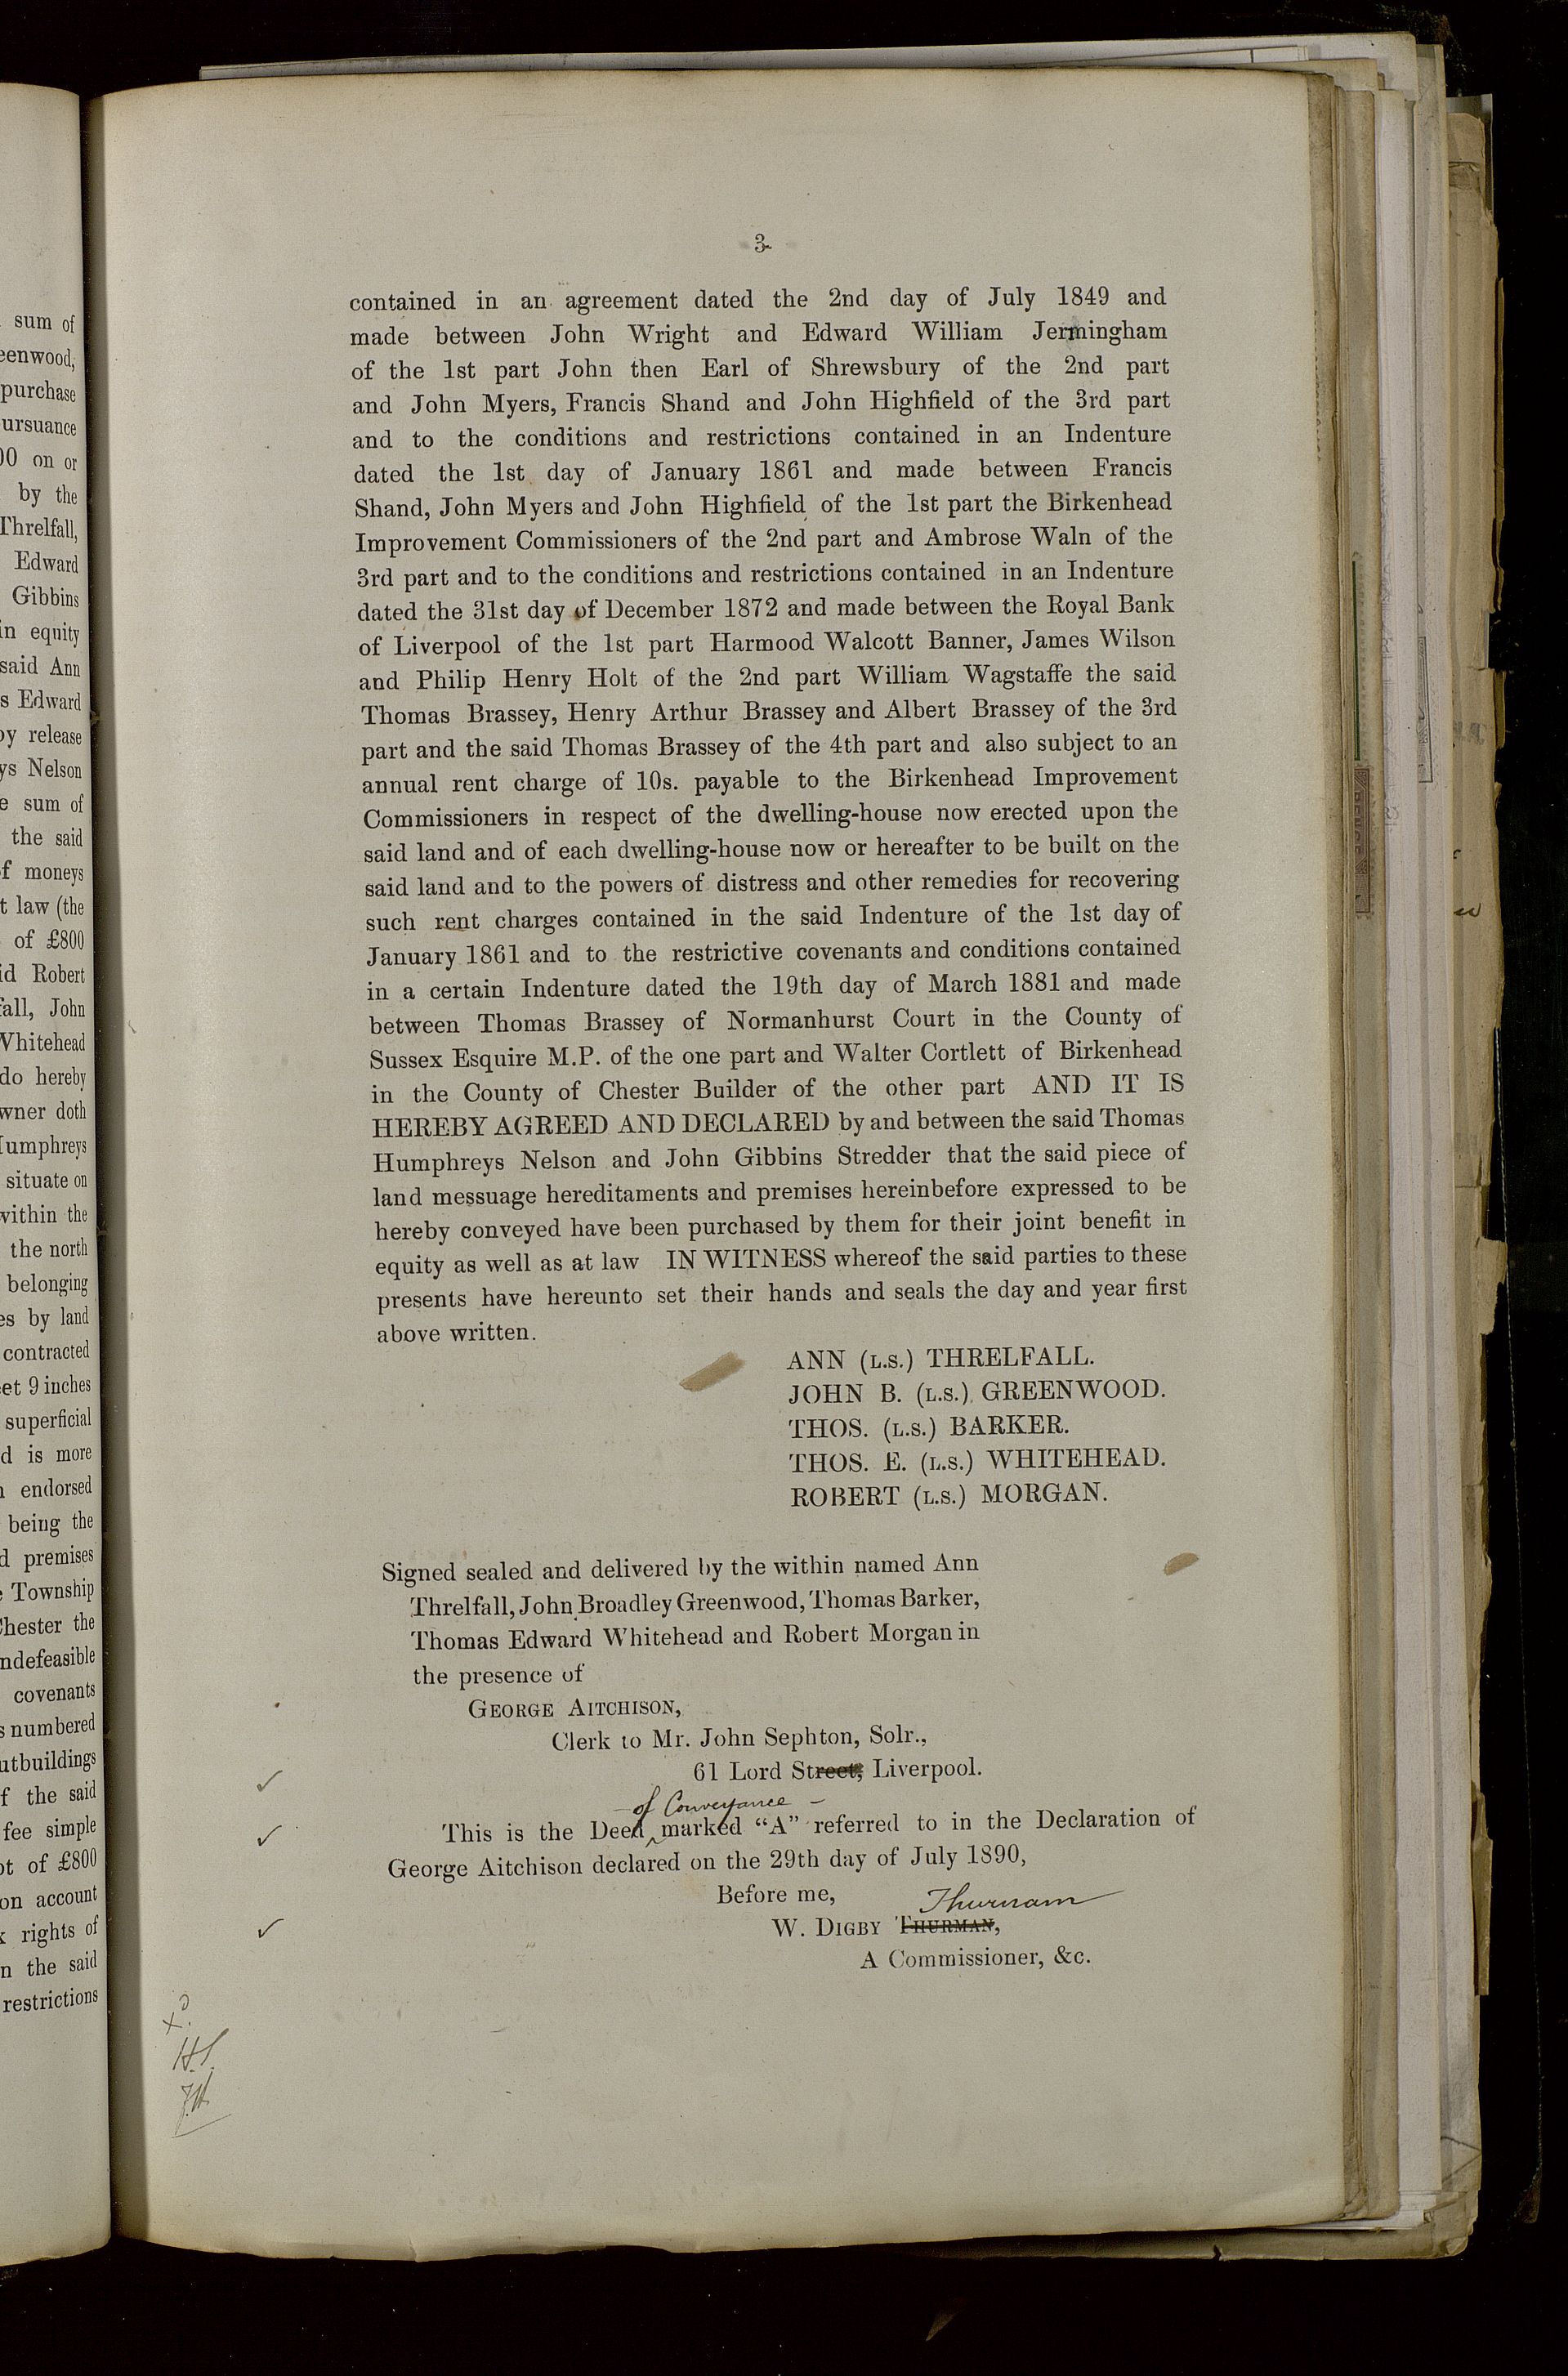 sum of
eenwood,
purchase
ursuance
00 on or
by the
Threlfall,
Edward
Gibbins
in equity
said Ann
s Edward
by release
ys Nelson
e sum of
the said
of moneys
t law (the
of £800
id Robert
fall, John
Whitehead
do hereby
wner doth
Humphreys
situate on
within the
the north
belonging
es by land
contracted
et 9 inches
superficial
d is more
endorsed
being the
d premises
Township
Chester the
ndefeasible
covenants
s numbered
utbuildings
f the said
fee simple
pt of £800
on account
rights of
n the said
restrictions
3
contained in an agreement dated the 2nd day of July 1849 and
made between John Wright and Edward William Jermingham
of the 1st part John then Earl of Shrewsbury of the 2nd part
and John Myers, Francis Shand and John Highfield of the 3rd part
and to the conditions and restrictions contained in an Indenture
dated the 1st day of January 1861 and made between Francis
Shand, John Myers and John Highfield of the 1st part the Birkenhead
Improvement Commissioners of the 2nd part and Ambrose Waln of the
3rd part and to the conditions and restrictions contained in an Indenture
dated the 31st day of December 1872 and made between the Royal Bank
of Liverpool of the 1st part Harmood Walcott Banner, James Wilson
and Philip Henry Holt of the 2nd part William Wagstaffe the said
Thomas Brassey, Henry Arthur Brassey and Albert Brassey of the 3rd
part and the said Thomas Brassey of the 4th part and also subject to an
annual rent charge of 10s. payable to the Birkenhead Improvement
Commissioners in respect of the dwelling-house now erected upon the
said land and of each dwelling-house now or hereafter to be built on the
said land and to the powers of distress and other remedies for recovering
such rent charges contained in the said Indenture of the 1st day of
January 1861 and to the restrictive covenants and conditions contained
in a certain Indenture dated the 19th day of March 1881 and made
between Thomas Brassey of Normanhurst Court in the County of
Sussex Esquire M.P. of the one part and Walter Cortlett of Birkenhead
in the County of Chester Builder of the other part AND IT IS
HEREBY AGREED AND DECLARED by and between the said Thomas
Humphreys Nelson and John Gibbins Stredder that the said piece of
land messuage hereditaments and premises hereinbefore expressed to be
hereby conveyed have been purchased by them for their joint benefit in
equity as well as at law IN WITNESS whereof the said parties to these
presents have hereunto set their hands and seals the day and year first
above written.
ANN (L.S.) THRELFALL.
JOHN B. (L.S.) GREENWOOD.
THOS. (L.S.) BARKER.
THOS. E. (L.S.) WHITEHEAD.
ROBERT (L.S.) MORGAN.
Signed sealed and delivered by the within named Ann
Threlfall, John Broadley Greenwood, Thomas Barker,
Thomas Edward Whitehead and Robert Morgan in
the presence of
GEORGE AITCHISON,
Clerk to Mr. John Sephton, Solr.,
61 Lord Street, Liverpool.
of Conveyance
This is the Deed marked “A” referred to in the Declaration of
George Aitchison declared on the 29th day of July 1890,
Before me,
Thurnam
W. DIGBY THURMAN,
A Commissioner, &c.